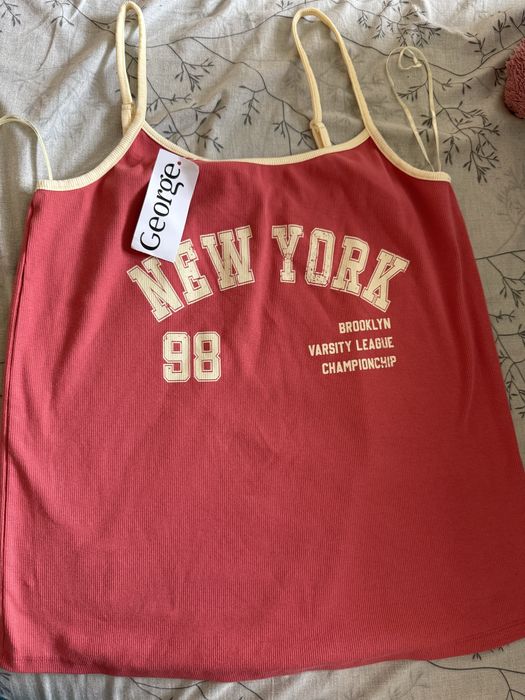 George.
NEW YORK
98
BROOKLYN
VARSITY LEAGUE
CHAMPIONCHIP